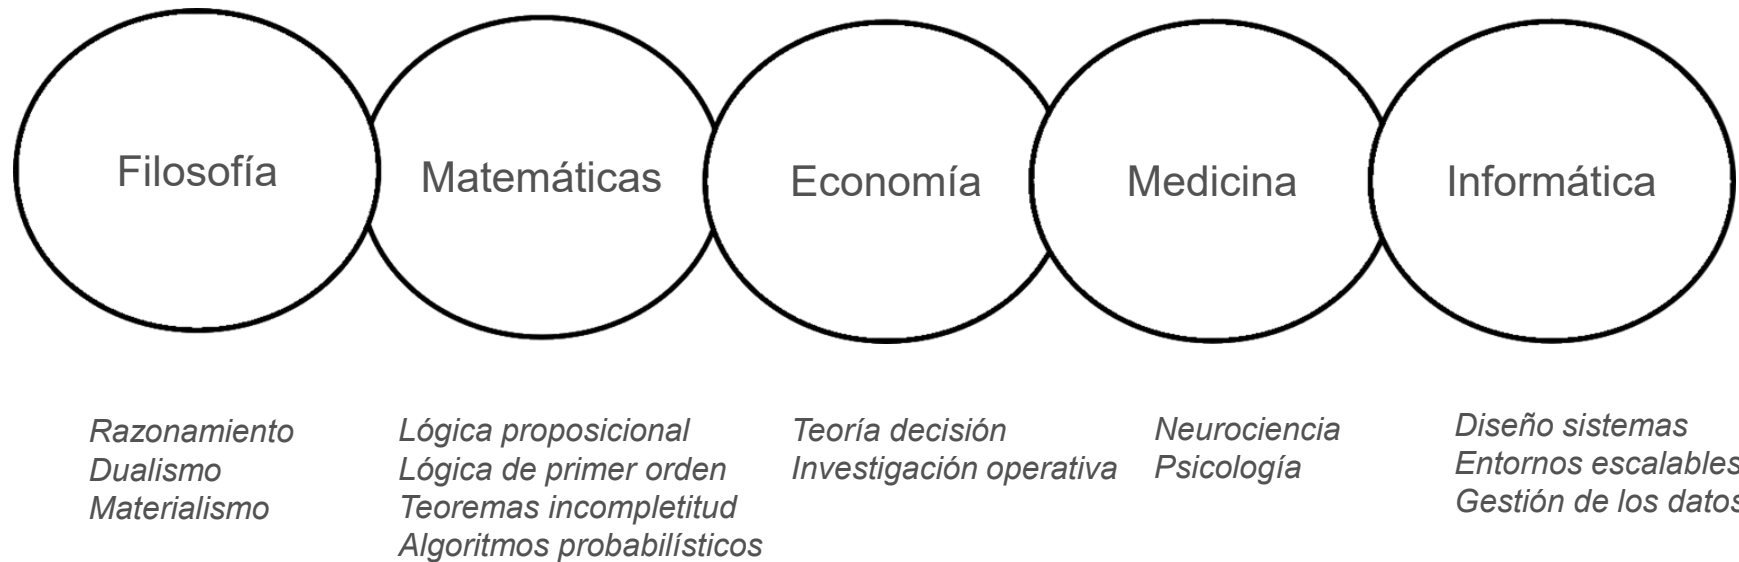 Filosofía
Matemáticas
Economía
Medicina
Informática
Razonamiento
Dualismo
Materialismo
Lógica proposicional
Lógica de primer orden
Teoremas incompletitud
Algoritmos probabilísticos
Teoría decisión
Investigación operativa
Neurociencia
Psicología
Diseño sistemas
Entornos escalables
Gestión de los datos